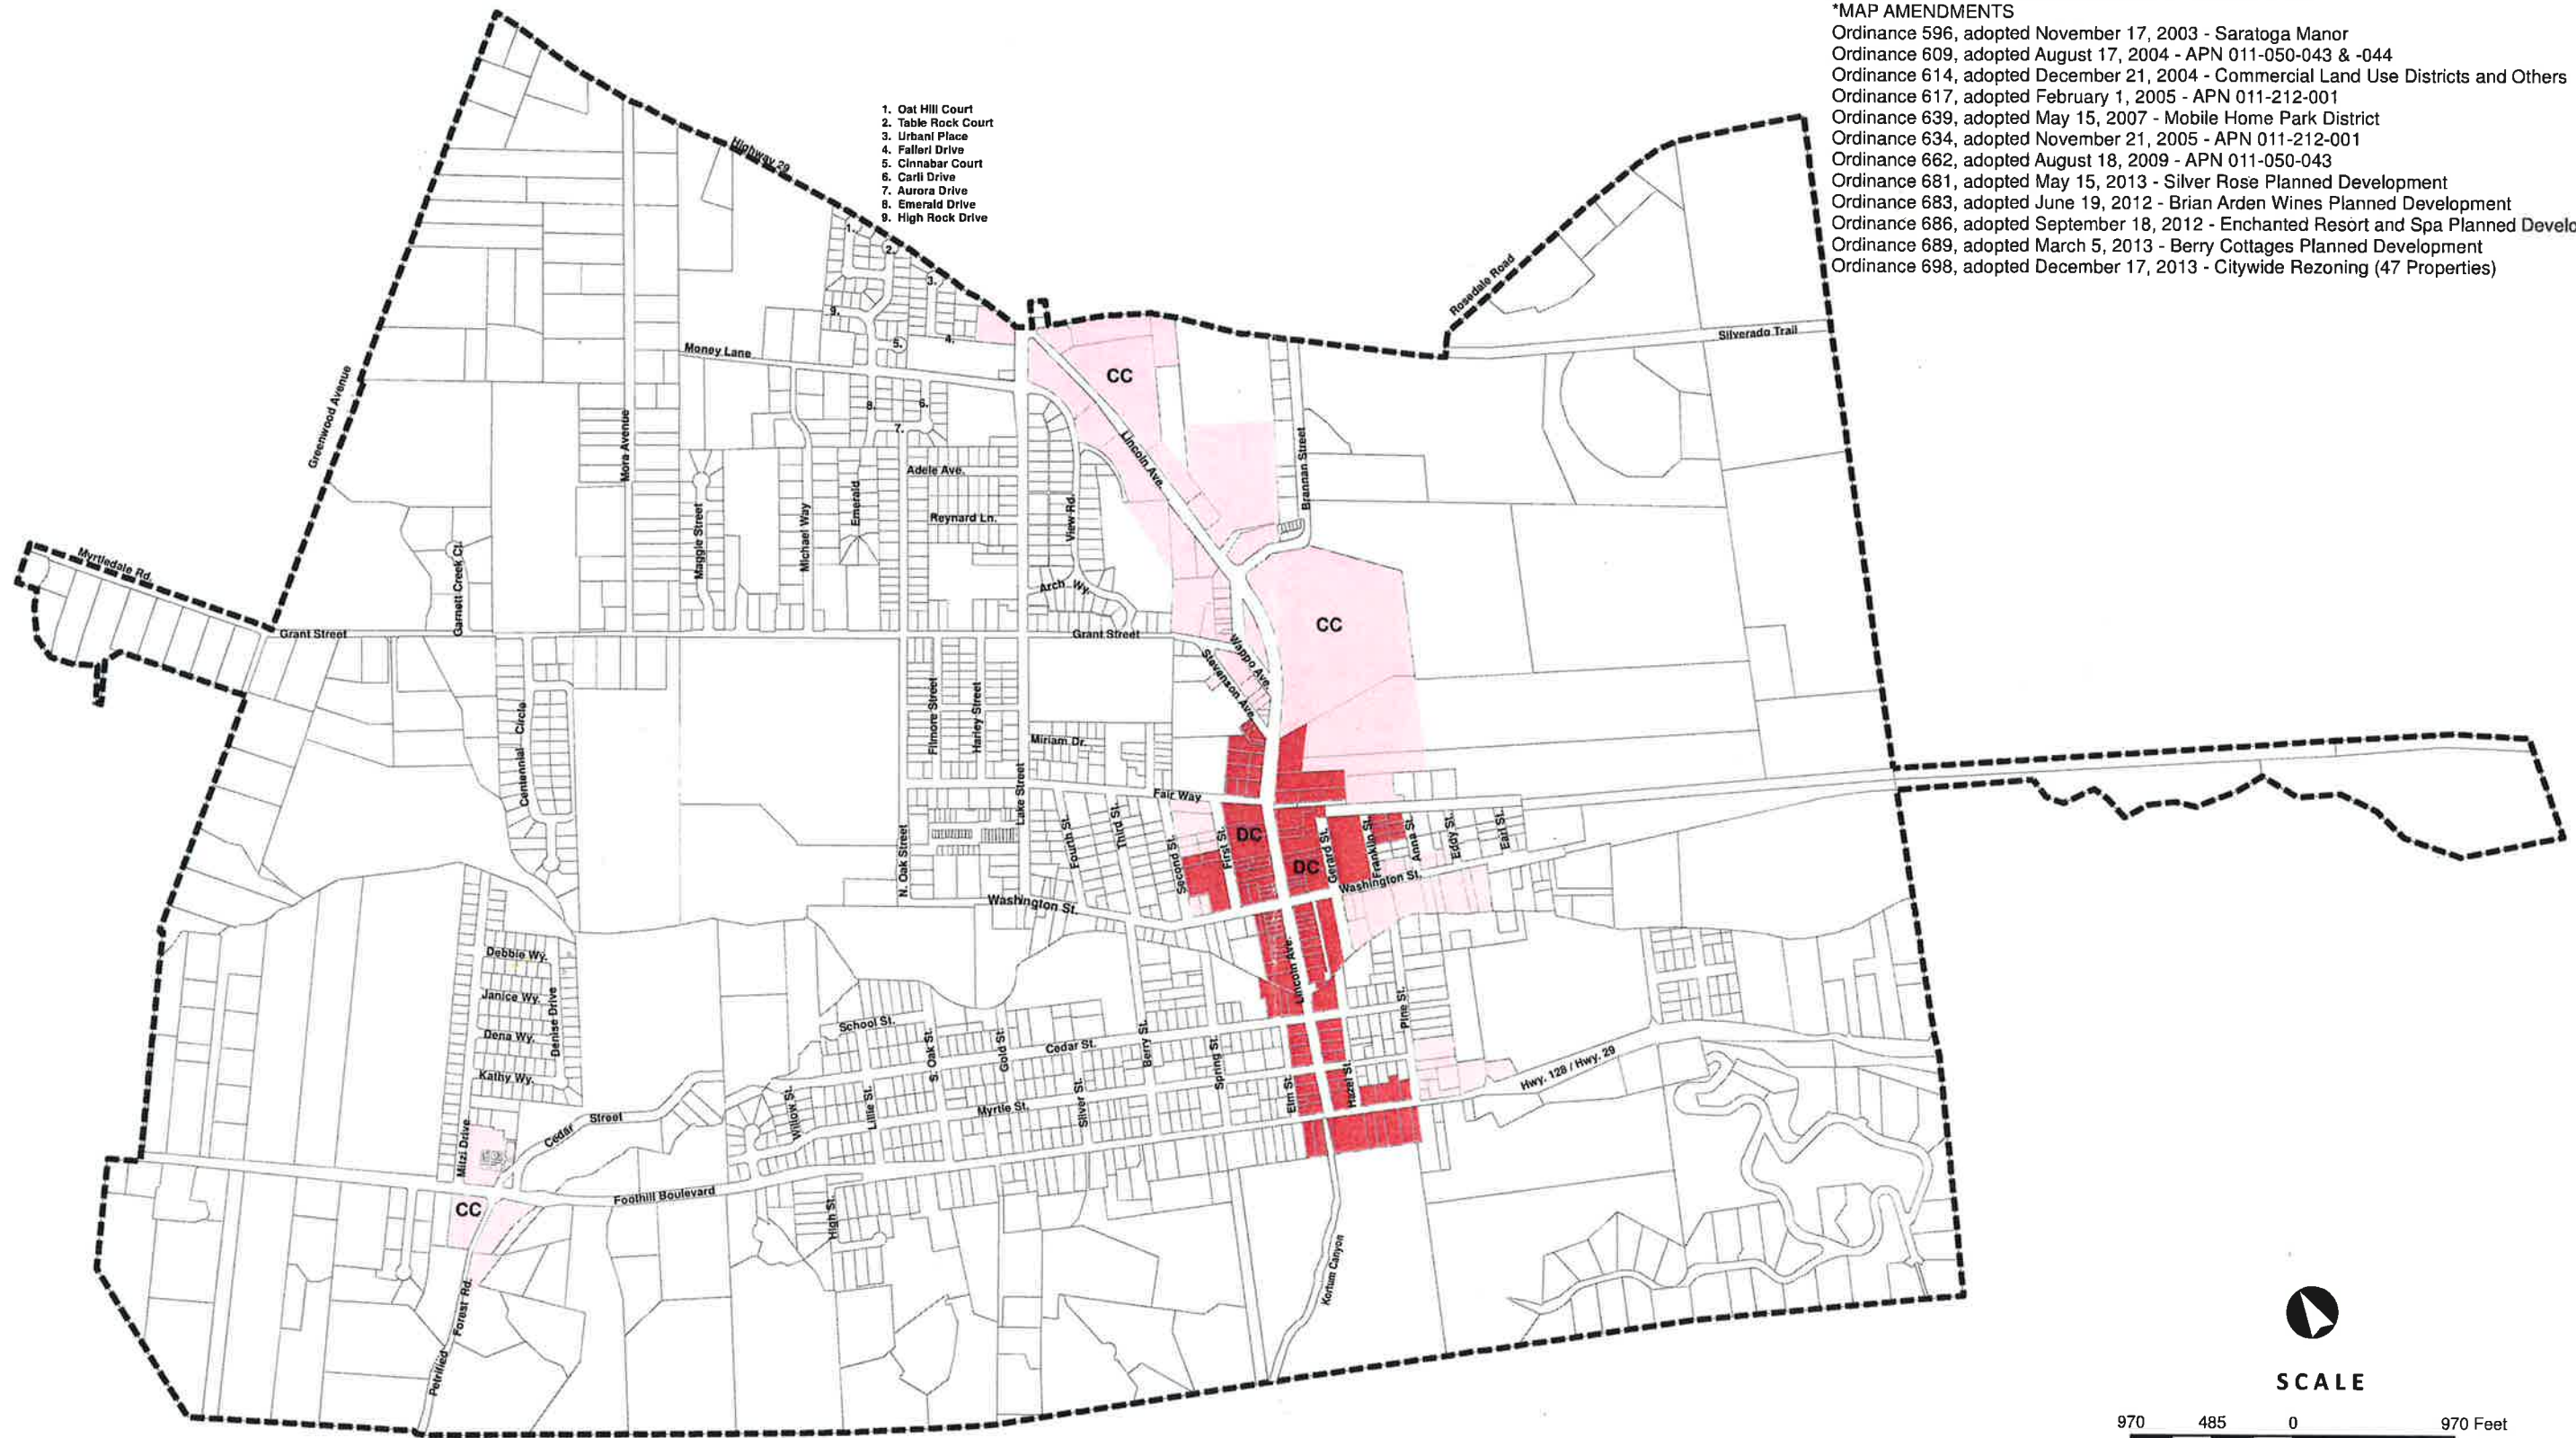 *MAP AMENDMENTS
Ordinance 596, adopted November 17, 2003 - Saratoga Manor
Ordinance 609, adopted August 17, 2004 - APN 011-050-043 & -044
Ordinance 614, adopted December 21, 2004 - Commercial Land Use Districts and Others
Ordinance 617, adopted February 1, 2005 - APN 011-212-001
Ordinance 639, adopted May 15, 2007 - Mobile Home Park District
Ordinance 634, adopted November 21, 2005 - APN 011-212-001
Ordinance 662, adopted August 18, 2009 - APN 011-050-043
Ordinance 681, adopted May 15, 2013 - Silver Rose Planned Development
Ordinance 683, adopted June 19, 2012 - Brian Arden Wines Planned Development
Ordinance 686, adopted September 18, 2012 - Enchanted Resort and Spa Planned Develo
Ordinance 689, adopted March 5, 2013 - Berry Cottages Planned Development
Ordinance 698, adopted December 17, 2013 - Citywide Rezoning (47 Properties)
1. Oat Hill Court
2. Table Rock Court
3. Urbani Place
4. Falleri Drive
5. Cinnabar Court
6. Carli Drive
7. Aurora Drive
8. Emerald Drive
9. High Rock Drive
Highway 29
1.
2.
3.
9.
5.
4.
Rosedale Road
Silverado Trail
Money Lane
CC
Greenwood Avenue
8.
6.
7.
Mora Avenue
Lincoln Ave.
Brannan Street
Adele Ave.
Emerald
Reynard Ln.
View Rd.
Maggie Street
Michael Way
Myrtledale Rd.
Garnett Creek Ct.
Arch Wy.
Grant Street
Grant Street
CC
Wappo Ave.
Stevenson Ave.
Filmore Street
Harley Street
Centennial Circle
Miriam Dr.
Lake Street
Fair Way
N. Oak Street
Fourth St.
Third St.
Second St.
First St.
DC
DC
Gerard St.
Franklin St.
Anna St.
Eddy St.
Earl St.
Washington St.
Washington St.
Debbie Wy.
Janice Wy.
Dena Wy.
Kathy Wy.
Denise Drive
Lincoln Ave.
Pine St.
School St.
S. Oak St.
Gold St.
Cedar St.
Berry St.
Spring St.
Elm St.
Hazel St.
Hwy. 128 / Hwy. 29
Willow St.
Lillie St.
Myrtle St.
Silver St.
Cedar Street
Mitzi Drive
Foothill Boulevard
High St.
CC
Petrified Forest Rd.
Kortum Canyon
SCALE
970 485 0 970 Feet